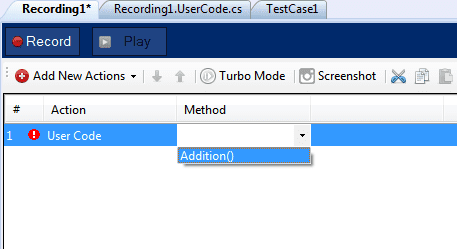 Recording1* Recording1.UserCode.cs TestCase1
Record Play
Add New Actions Turbo Mode Screenshot
# Action Method
1 User Code
Addition()